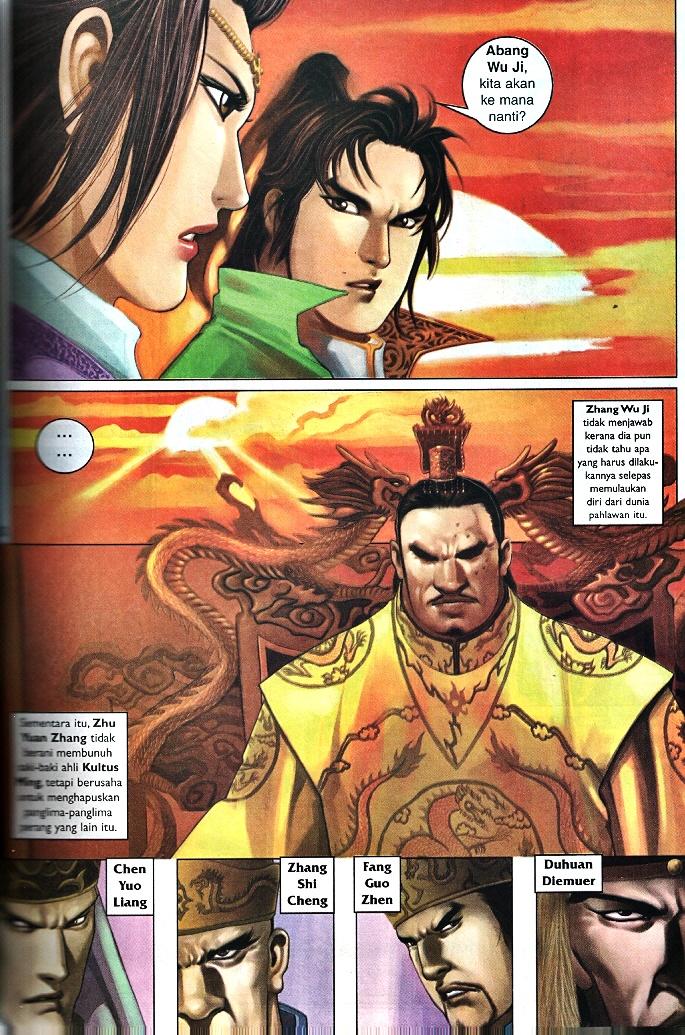 Abang
Wu Ji,
kita akan
ke mana
nanti?
...
...
Zhang Wu Ji
tidak menjawab
kerana dia pun
tidak tahu apa
yang harus dilaku-
kannya selepas
memulaukan
diri dari dunia
pahlawan itu.
Sementara itu, Zhu
Yuan Zhang tidak
berani membunuh
baki-baki ahli Kultus
Ming, tetapi berusaha
untuk menghapuskan
panglima-panglima
perang yang lain itu.
Chen
Yuo
Liang
Zhang
Shi
Cheng
Fang
Guo
Zhen
Duhuan
Diemuer